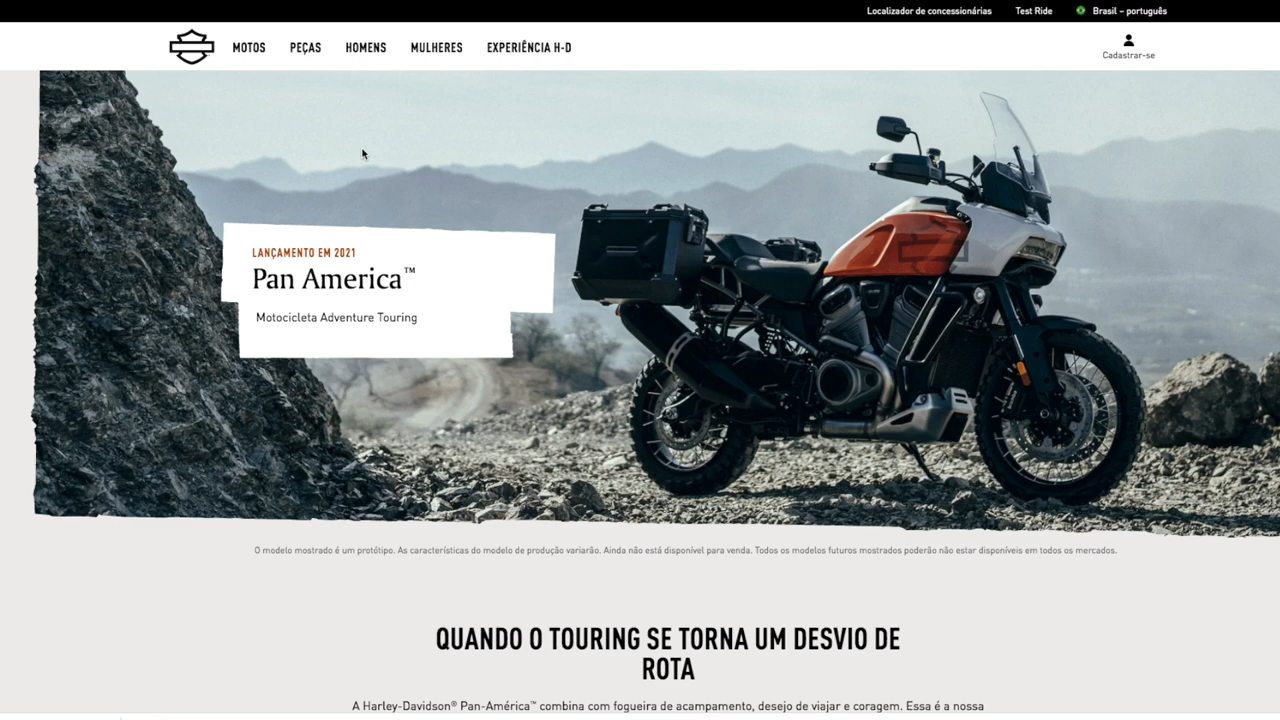 Localizador de concessionárias Test Ride Brasil – português
MOTOS PEÇAS HOMENS MULHERES EXPERIÊNCIA H-D
Cadastrar-se
LANÇAMENTO EM 2021
Pan America™
Motocicleta Adventure Touring
O modelo mostrado é um protótipo. As características do modelo de produção variarão. Ainda não está disponível para venda. Todos os modelos futuros mostrados poderão não estar disponíveis em todos os mercados.
QUANDO O TOURING SE TORNA UM DESVIO DE
ROTA
A Harley-Davidson® Pan-América™ combina com fogueira de acampamento, desejo de viajar e coragem. Essa é a nossa